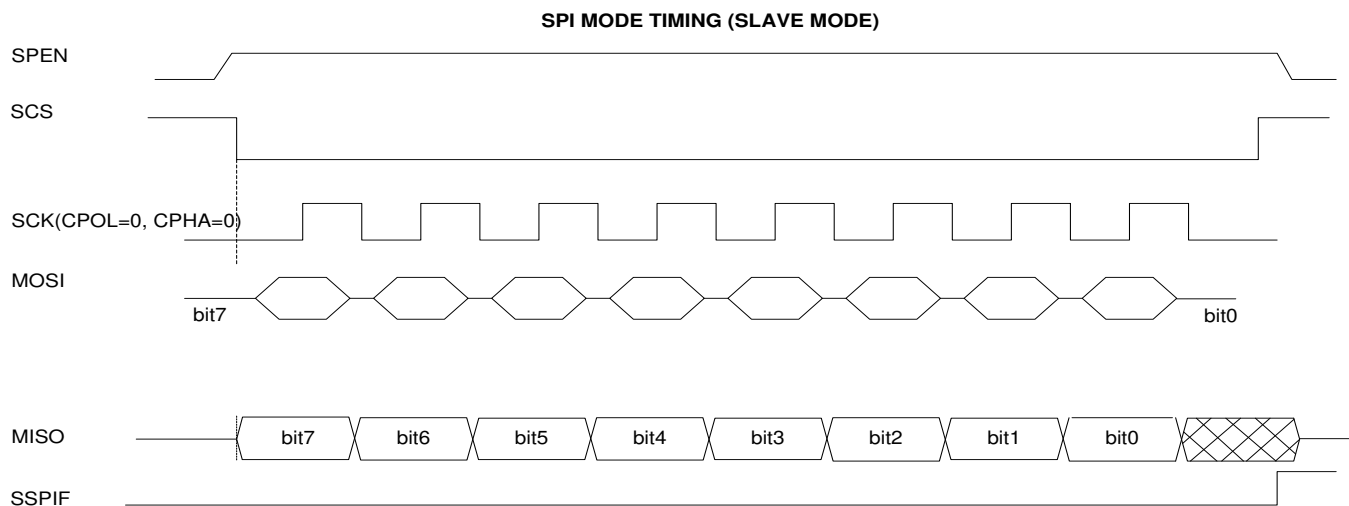 SPI MODE TIMING (SLAVE MODE)
SPEN
SCS
SCK(CPOL=0, CPHA=0)
MOSI
bit7 bit0
MISO bit7 bit6 bit5 bit4 bit3 bit2 bit1 bit0
SSPIF